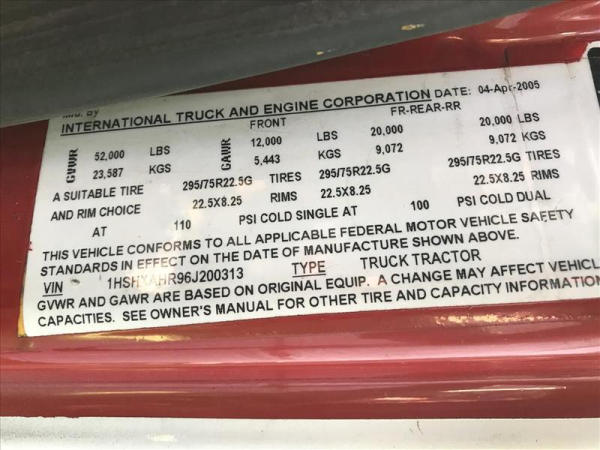 Mfd. By
INTERNATIONAL TRUCK AND ENGINE CORPORATION DATE: 04-Apr-2005
FRONT FR-REAR-RR
GVWR 52,000 LBS GAWR 12,000 LBS 20,000 20,000 LBS
23,587 KGS 5,443 KGS 9,072 9,072 KGS
A SUITABLE TIRE 295/75R22.5G TIRES 295/75R22.5G 295/75R22.5G
AND RIM CHOICE 22.5X8.25 RIMS 22.5X8.25 22.5X8.25 RIMS
AT 110 PSI COLD SINGLE AT 100 PSI COLD DUAL
THIS VEHICLE CONFORMS TO ALL APPLICABLE FEDERAL MOTOR VEHICLE SAFETY
STANDARDS IN EFFECT ON THE DATE OF MANUFACTURE SHOWN ABOVE.
VIN 1HSHXAHR96J200313 TYPE TRUCK TRACTOR
GVWR AND GAWR ARE BASED ON ORIGINAL EQUIP. A CHANGE MAY AFFECT VEHICL
CAPACITIES. SEE OWNER'S MANUAL FOR OTHER TIRE AND CAPACITY INFORMATION